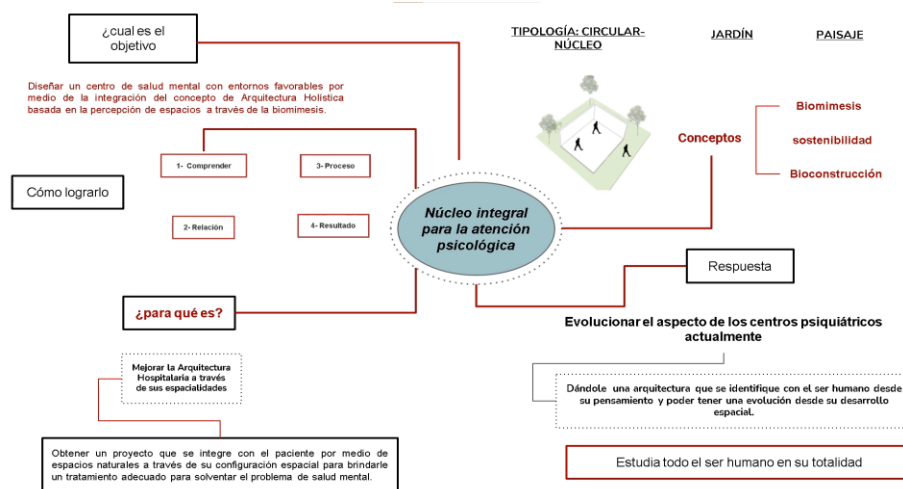 ¿cual es el
objetivo
Diseñar un centro de salud mental con entornos favorables por
medio de la integración del concepto de Arquitectura Holística
basada en la percepción de espacios a través de la biomímesis.
Cómo lograrlo
1- Comprender
3- Proceso
2- Relación
4- Resultado
¿para qué es?
Mejorar la Arquitectura
Hospitalaria a través
de sus espacialidades
Obtener un proyecto que se integre con el paciente por medio de
espacios naturales a través de su configuración espacial para brindarle
un tratamiento adecuado para solventar el problema de salud mental.
Núcleo integral
para la atención
psicológica
TIPOLOGÍA: CIRCULAR-
NÚCLEO
JARDÍN
PAISAJE
Conceptos
Biomimesis
sostenibilidad
Bioconstrucción
Respuesta
Evolucionar el aspecto de los centros psiquiátricos
actualmente
Dándole una arquitectura que se identifique con el ser humano desde
su pensamiento y poder tener una evolución desde su desarrollo
espacial.
Estudia todo el ser humano en su totalidad